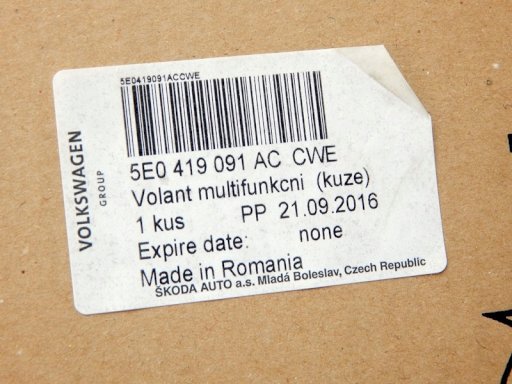 VOLKSWAGEN
GROUP
5E0419091ACCWE
5E0 419 091 AC CWE
Volant multifunkcni (kuze)
1 kus PP 21.09.2016
Expire date: none
Made in Romania
ŠKODA AUTO a.s. Mladá Boleslav, Czech Republic